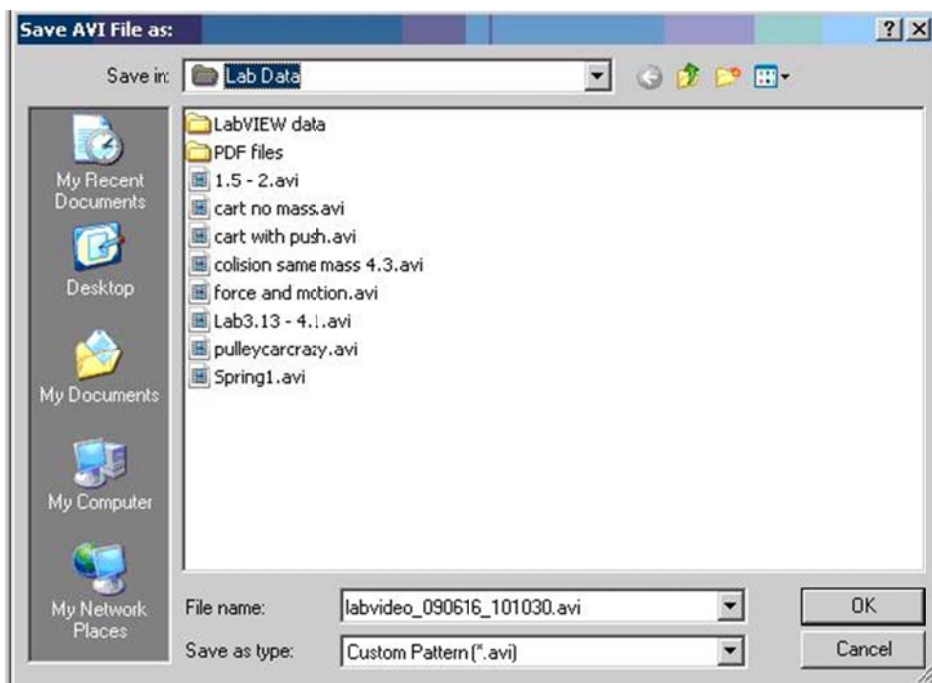 Save AVI File as:
Save in:
Lab Data
My Recent
Documents
Desktop
My Documents
My Computer
My Network
Places
LabVIEW data
PDF files
1.5 - 2.avi
cart no mass.avi
cart with push.avi
colision same mass 4.3.avi
force and motion.avi
Lab3.13 - 4.1.avi
pulleycarcrazy.avi
Spring1.avi
File name:
labvideo_090616_101030.avi
OK
Save as type:
Custom Pattern (*.avi)
Cancel